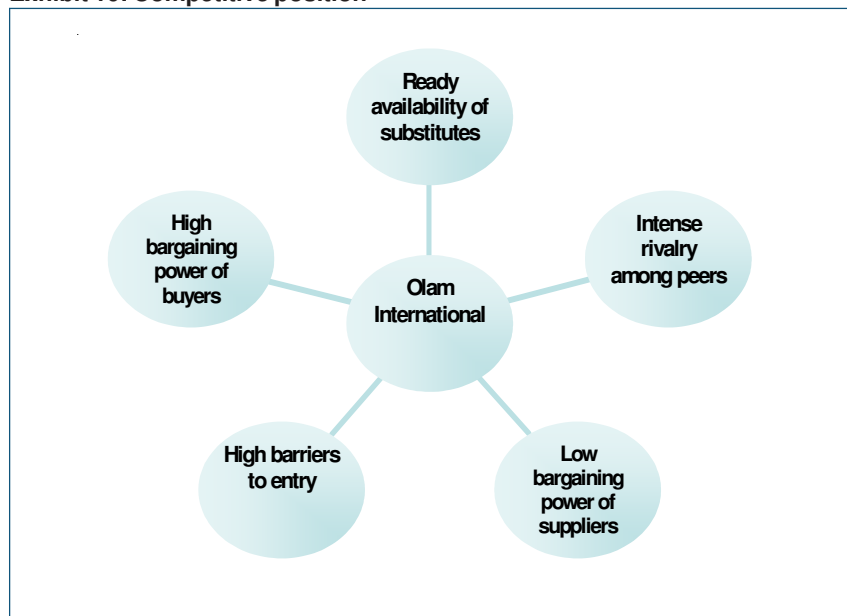 Ready
availability of
substitutes
High
bargaining
power of
buyers
Intense
rivalry
among peers
Olam
International
High barriers
to entry
Low
bargaining
power of
suppliers